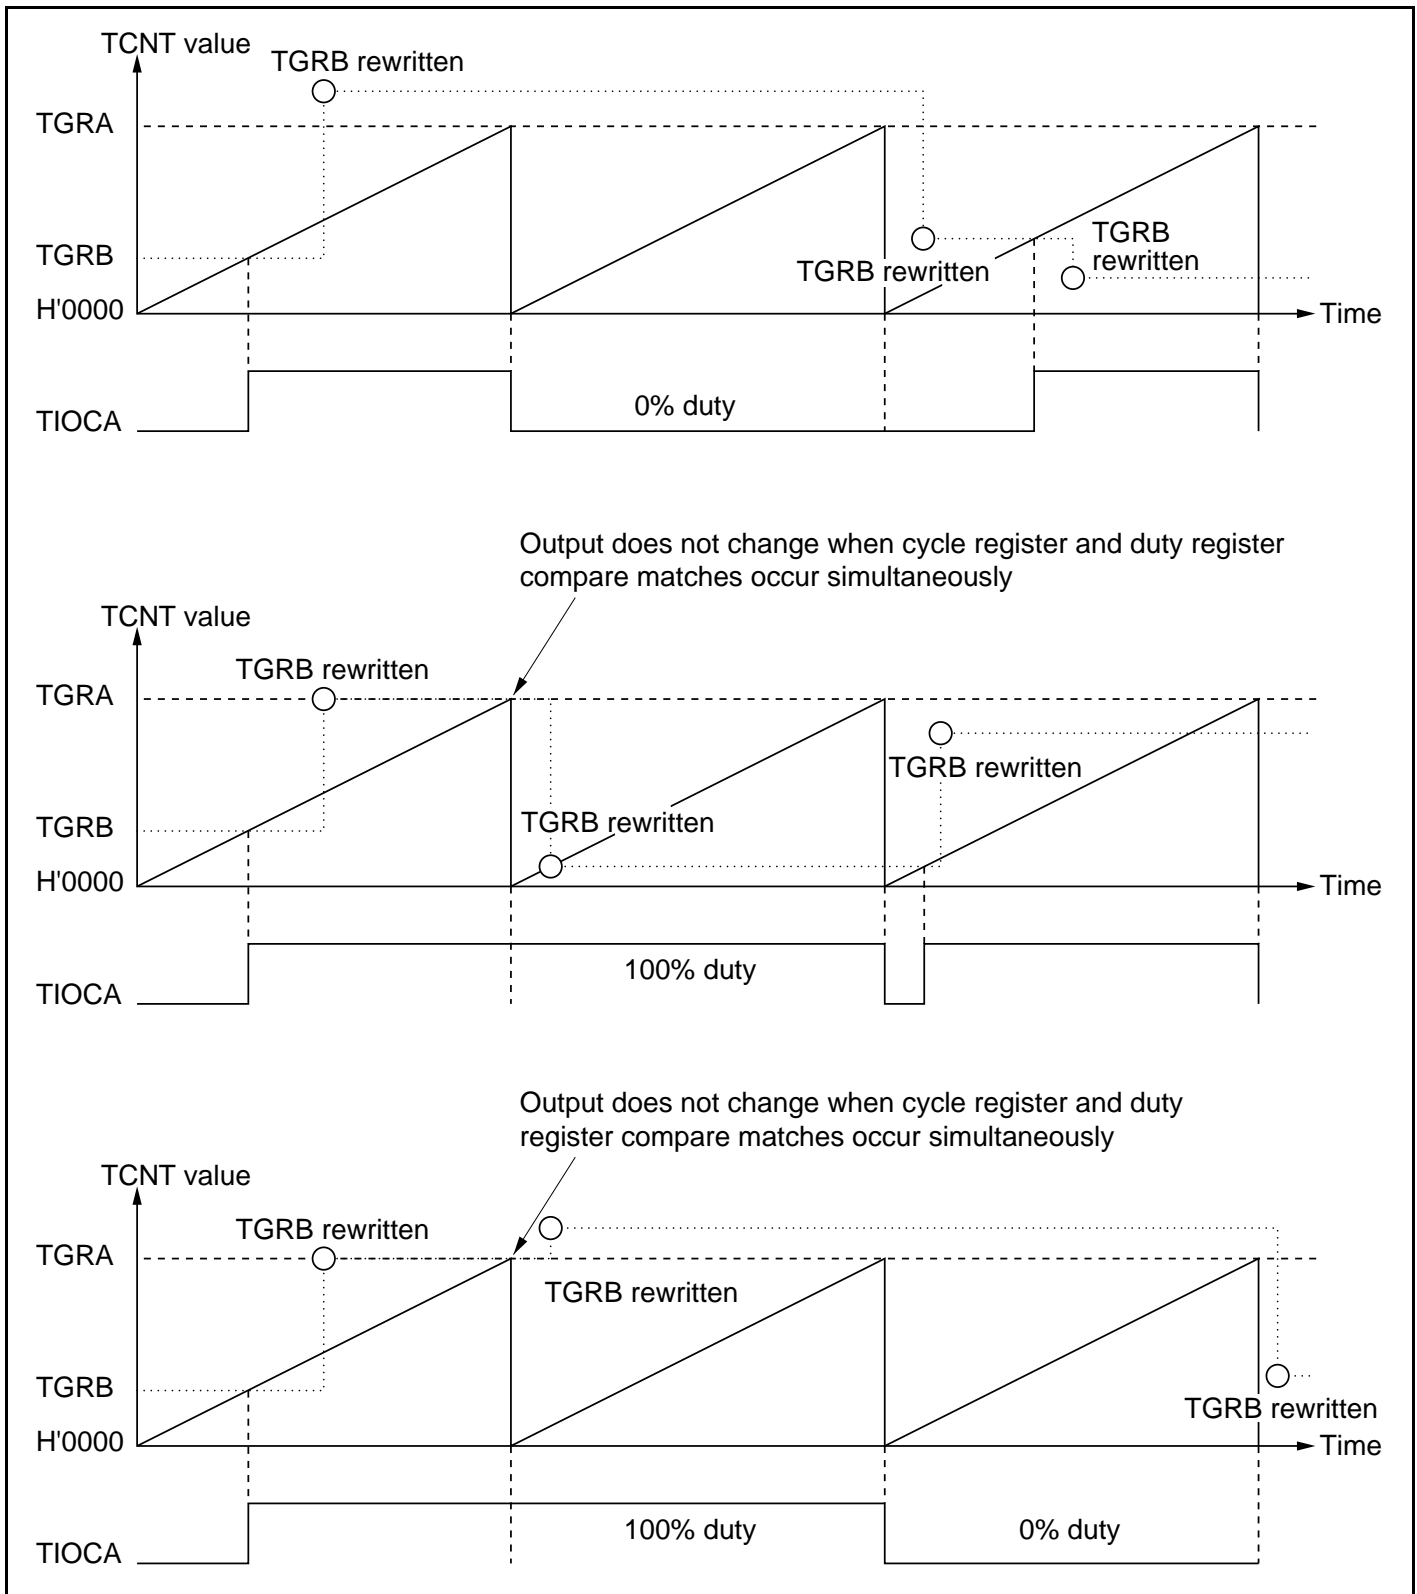 TCNT value
TGRB rewritten
TGRA
TGRB
TGRB
rewritten
TGRB rewritten
H'0000
Time
0% duty
TIOCA
Output does not change when cycle register and duty register
compare matches occur simultaneously
TCNT value
TGRB rewritten
TGRA
TGRB rewritten
TGRB
TGRB rewritten
H'0000
Time
100% duty
TIOCA
Output does not change when cycle register and duty
register compare matches occur simultaneously
TCNT value
TGRB rewritten
TGRA
TGRB rewritten
TGRB
TGRB rewritten
H'0000
Time
100% duty
0% duty
TIOCA